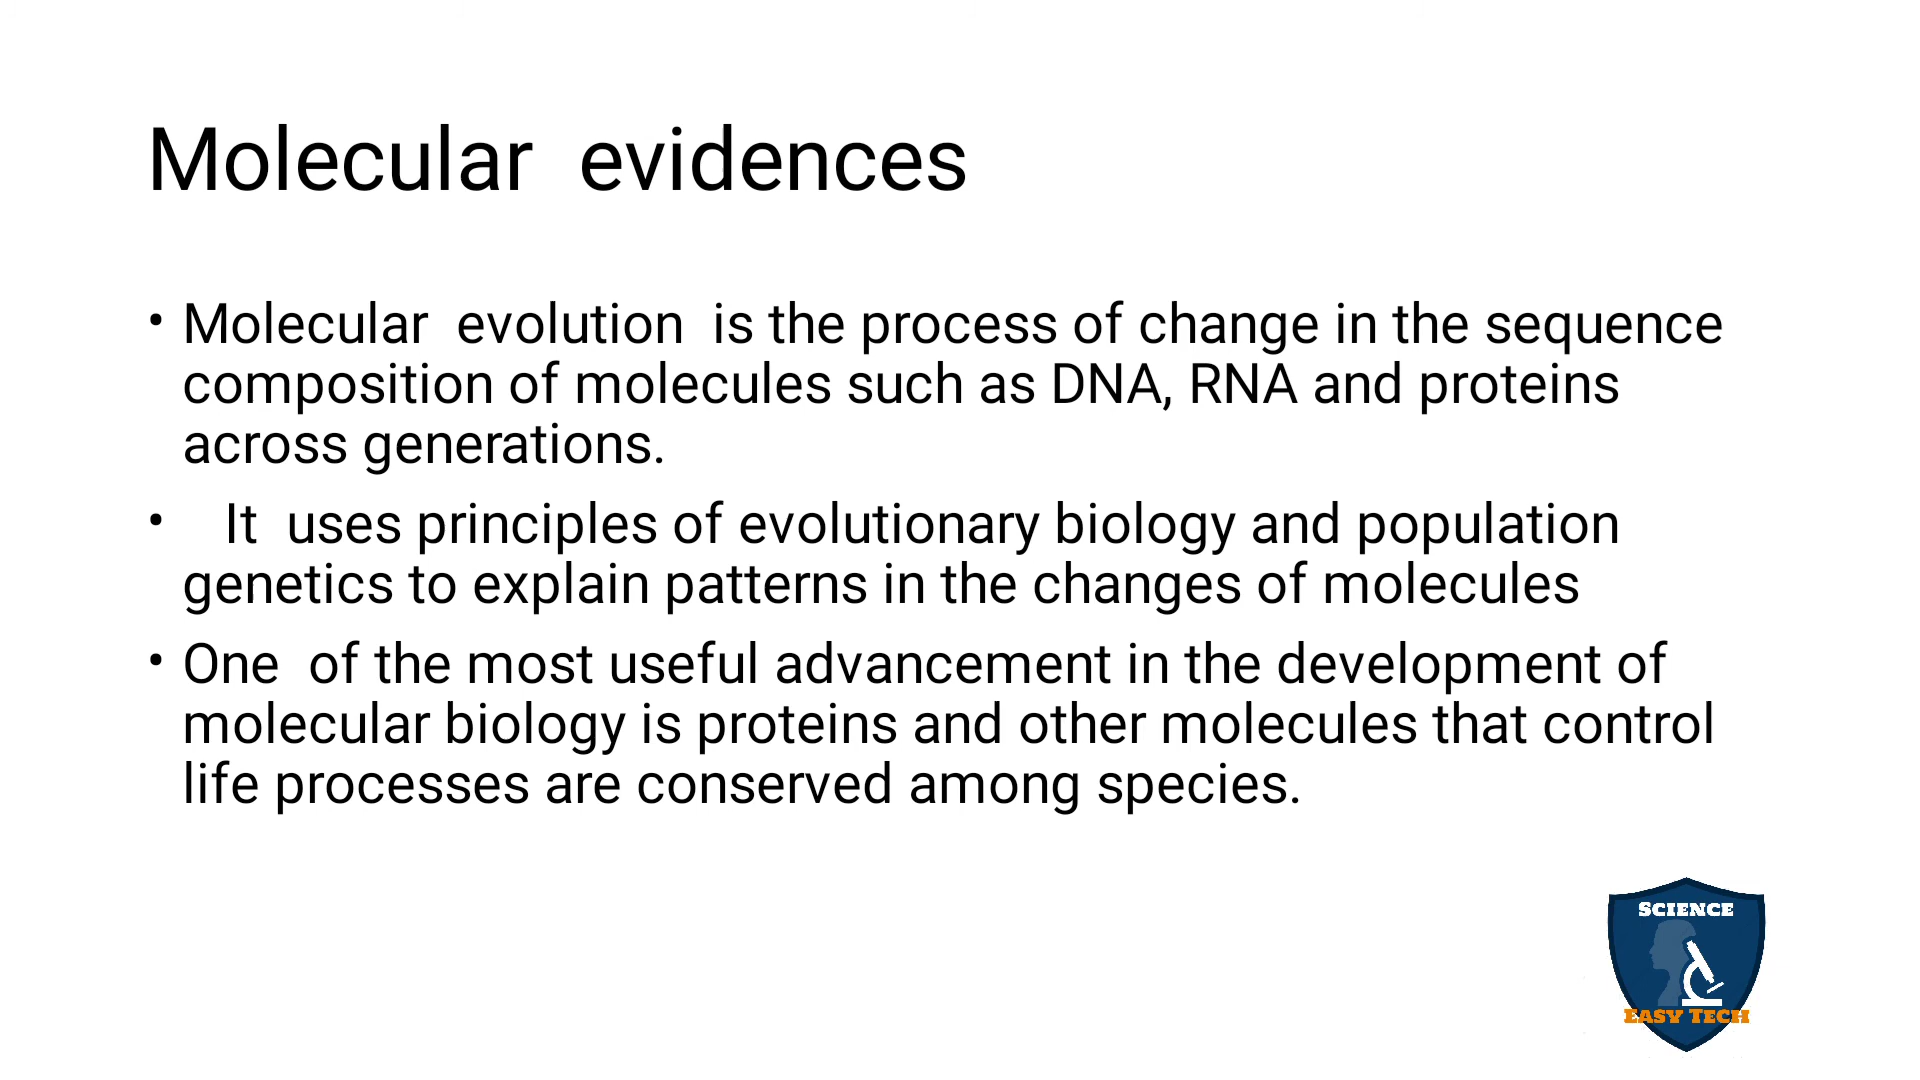 Molecular  evidences
• Molecular  evolution  is the process of change in the sequence
composition of molecules such as DNA, RNA and proteins
across generations.
•   It  uses principles of evolutionary biology and population
genetics to explain patterns in the changes of molecules
• One  of the most useful advancement in the development of
molecular biology is proteins and other molecules that control
life processes are conserved among species.
SCIENCE
EASY TECH